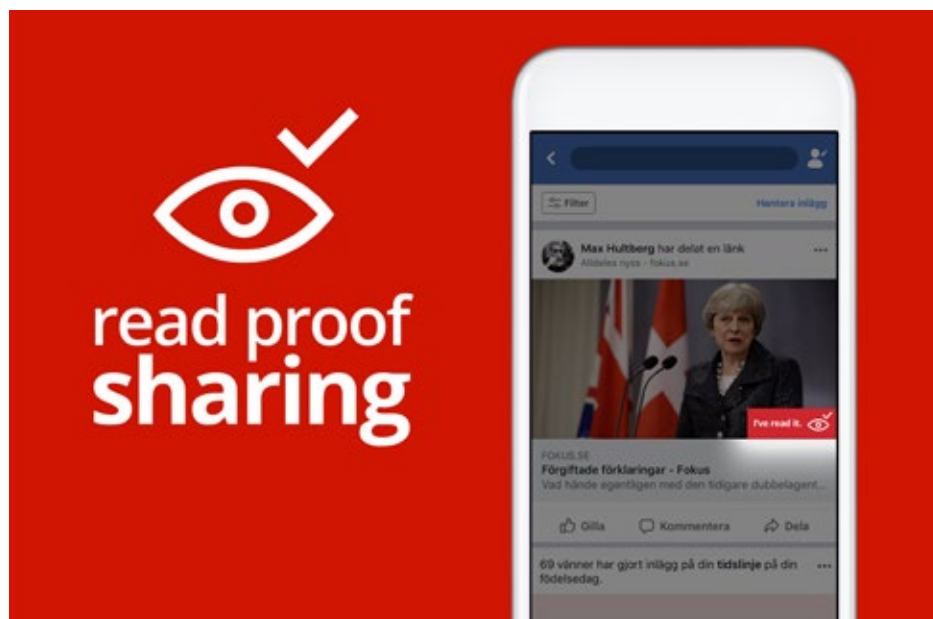 read proof
sharing
Filter
Hantera inlägg
Max Hultberg har delat en länk
Alldeles nyss - fokus.se
I've read it.
FOKUS.SE
Förgiftade förklaringar - Fokus
Vad hände egentligen med den tidigare dubbelagent...
Gilla
Kommentera
Dela
69 vänner har gjort inlägg på din tidslinje på din
födelsedag.